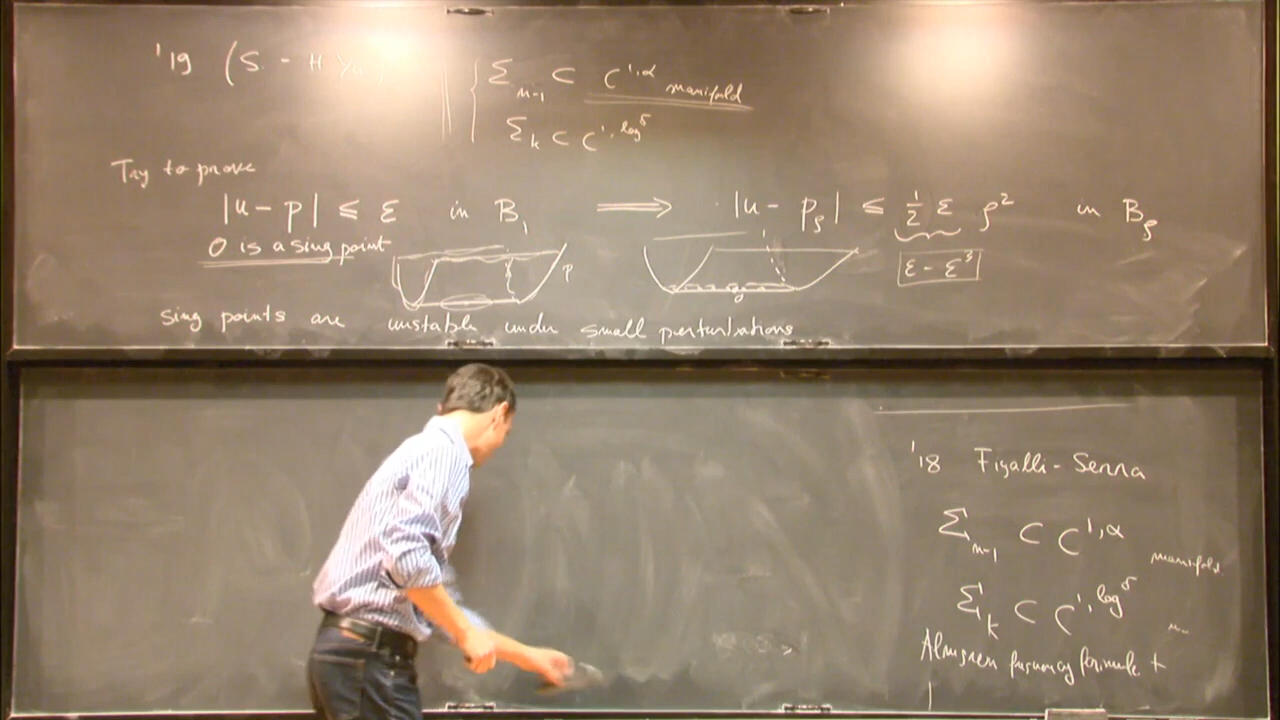 '19 (S. - H Yu)
Σ_{n-1} ⊂ C^{1,α} manifold
Σ_k ⊂ C^{1,log^δ}
Try to prove
|u - p| ≤ ε in B_1 ⟹ |u - p_ρ| ≤ 1/2 ε ρ^2 in B_ρ
0 is a sing point
p
ε - ε^3
sing points are unstable under small perturbations
'18 Figalli - Serra
Σ_{n-1} ⊂ C^{1,α} manifold
Σ_k ⊂ C^{1,log^δ}
Almgren frequency formula +